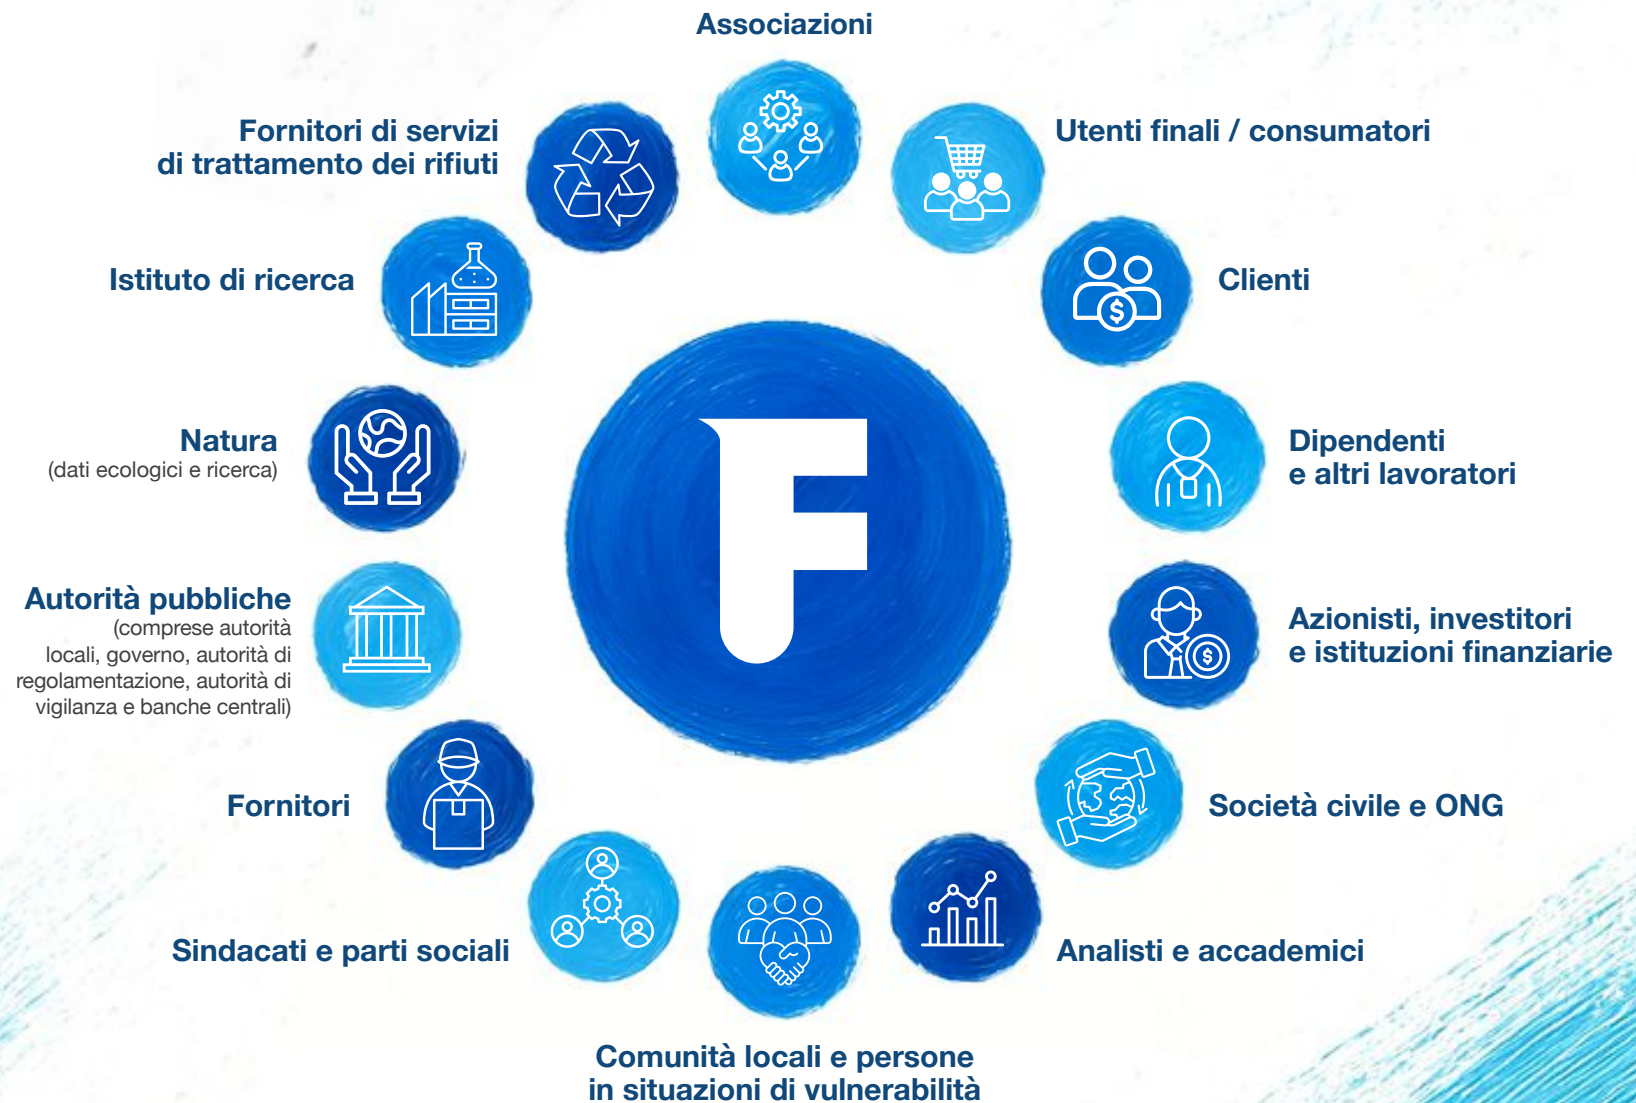 Associazioni
Utenti finali / consumatori
Clienti
Dipendenti
e altri lavoratori
Azionisti, investitori
e istituzioni finanziarie
Società civile e ONG
Analisti e accademici
Comunità locali e persone
in situazioni di vulnerabilità
Sindacati e parti sociali
Fornitori
Autorità pubbliche
(comprese autorità
locali, governo, autorità di
regolamentazione, autorità di
vigilanza e banche centrali)
Natura
(dati ecologici e ricerca)
Istituto di ricerca
Fornitori di servizi
di trattamento dei rifiuti
F
$
$